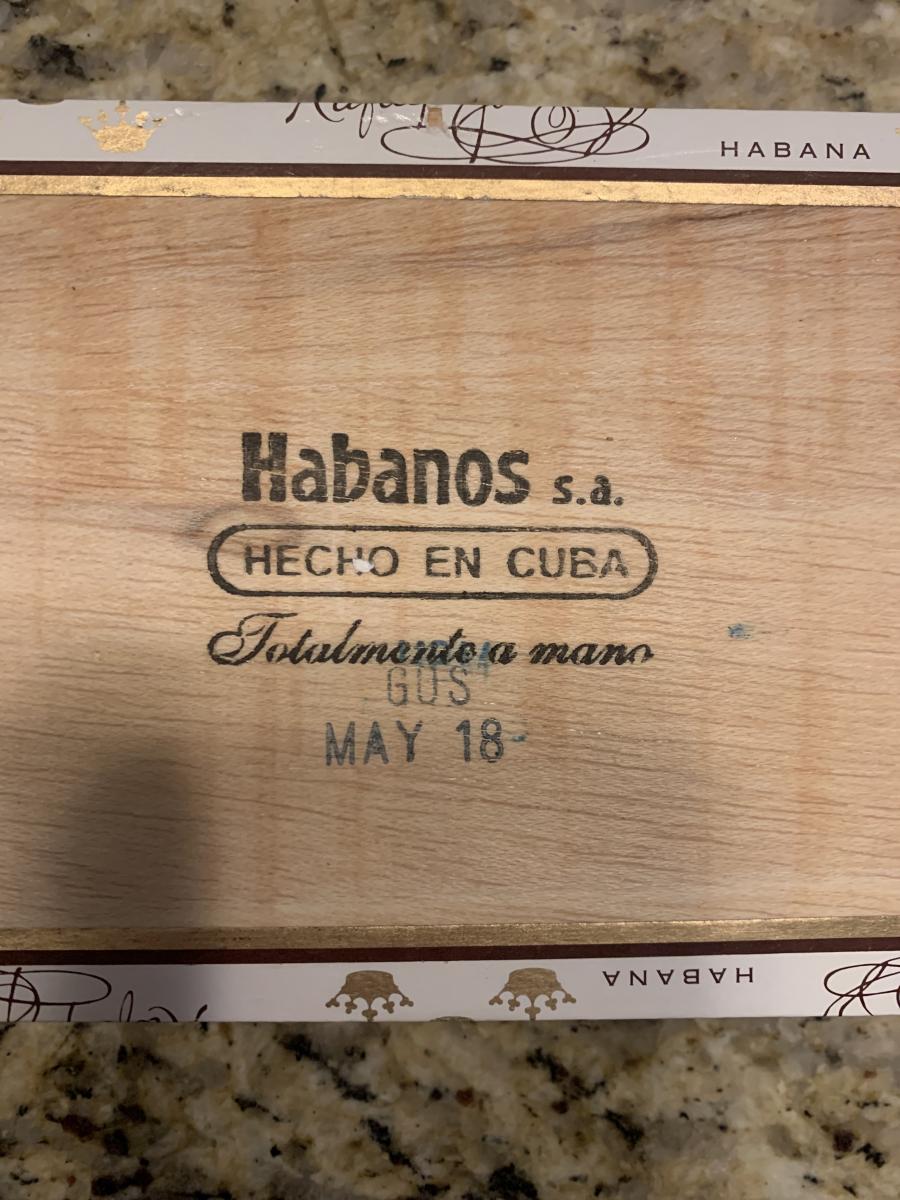 HABANA
Habanos s.a.
HECHO EN CUBA
Totalmente a mano
GUS
MAY 18
HABANA